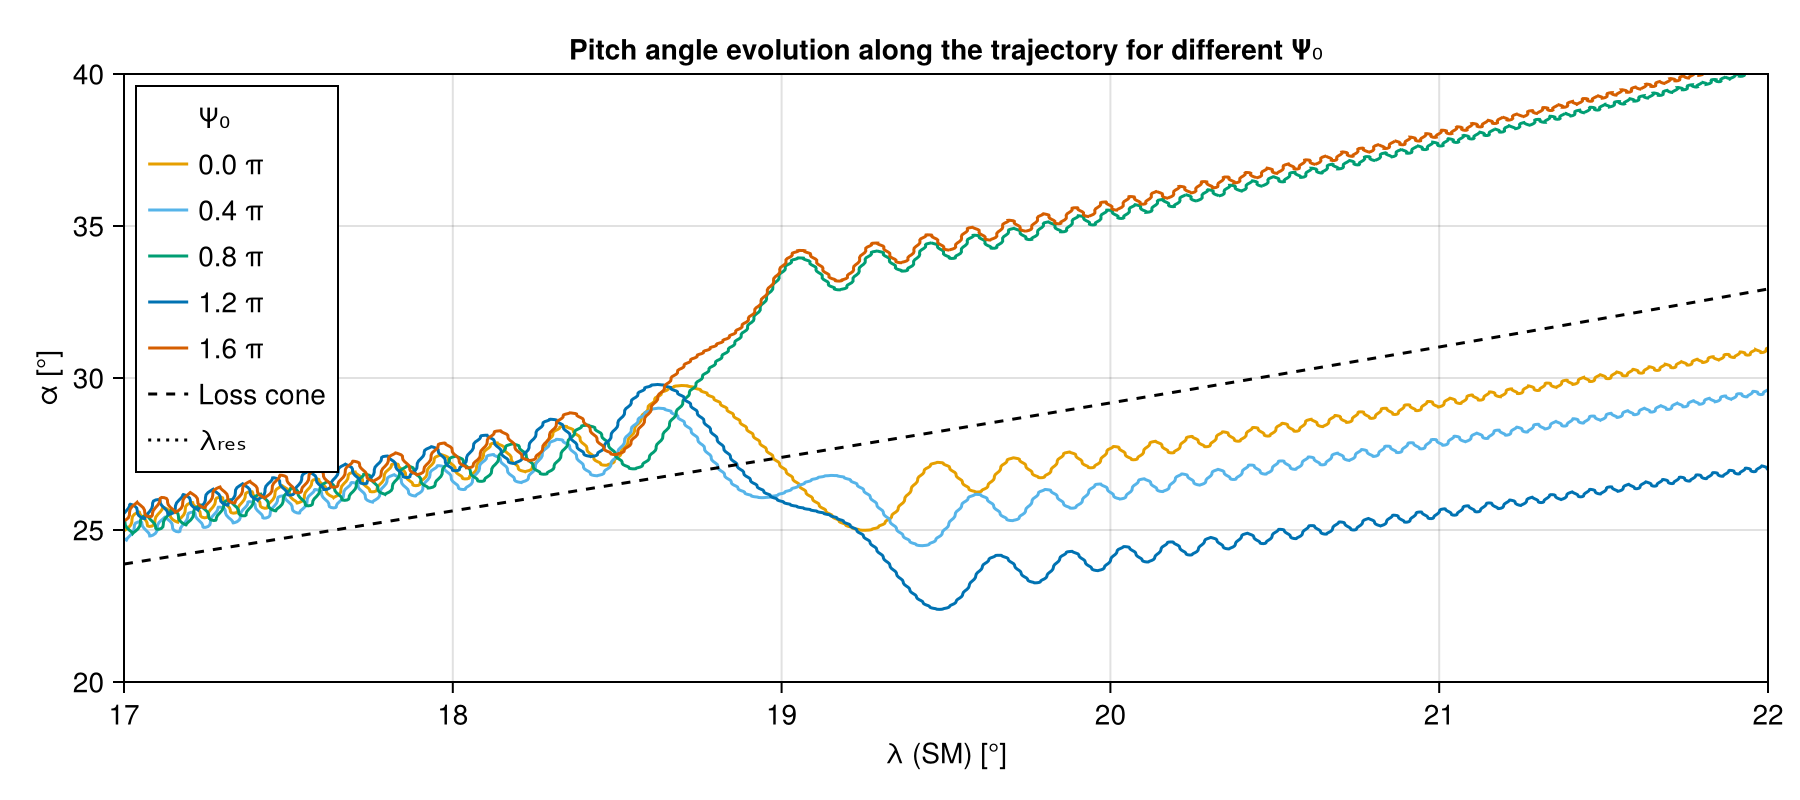 Pitch angle evolution along the trajectory for different Ψ₀
40
35
30
25
20
α [°]
Ψ₀
0.0 π
0.4 π
0.8 π
1.2 π
1.6 π
Loss cone
λᵣₑₛ
17 18 19 20 21 22
λ (SM) [°]